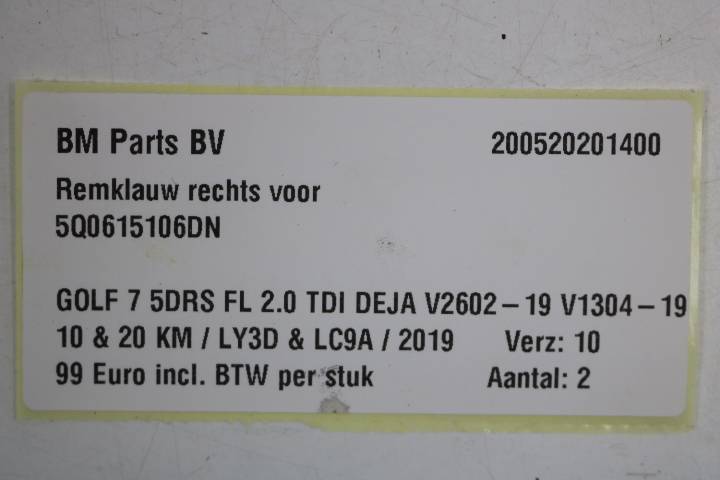 BM Parts BV 200520201400
Remklauw rechts voor
5Q0615106DN
GOLF 7 5DRS FL 2.0 TDI DEJA V2602-19 V1304-19
10 & 20 KM / LY3D & LC9A / 2019 Verz: 10
99 Euro incl. BTW per stuk Aantal: 2